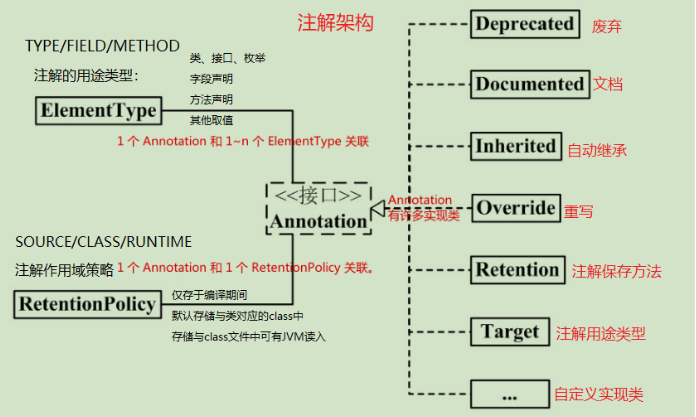 注解架构
TYPE/FIELD/METHOD
注解的用途类型：
ElementType
类、接口、枚举
字段声明
方法声明
其他取值
1 个 Annotation 和 1~n 个 ElementType 关联
<<接口>>
Annotation
Annotation
有许多实现类
SOURCE/CLASS/RUNTIME
注解作用域策略
1 个 Annotation 和 1 个 RetentionPolicy 关联。
RetentionPolicy
仅存于编译期间
默认存储与类对应的class中
存储与class文件中可有JVM读入
Deprecated 废弃
Documented 文档
Inherited 自动继承
Override 重写
Retention 注解保存方法
Target 注解用途类型
... 自定义实现类